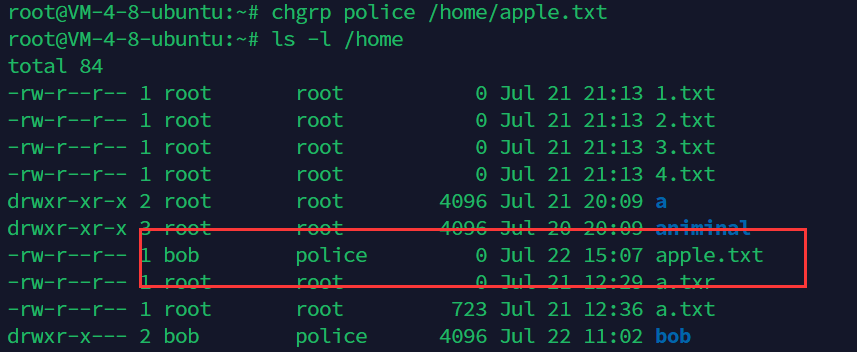 root@VM-4-8-ubuntu:~# chgrp police /home/apple.txt
root@VM-4-8-ubuntu:~# ls -l /home
total 84
-rw-r--r-- 1 root     root         0 Jul 21 21:13 1.txt
-rw-r--r-- 1 root     root         0 Jul 21 21:13 2.txt
-rw-r--r-- 1 root     root         0 Jul 21 21:13 3.txt
-rw-r--r-- 1 root     root         0 Jul 21 21:13 4.txt
drwxr-xr-x 2 root     root      4096 Jul 21 20:09 a
drwxr-xr-x 3 root     root      4096 Jul 20 20:09 animinal
-rw-r--r-- 1 bob      police       0 Jul 22 15:07 apple.txt
-rw-r--r-- 1 root     root         0 Jul 21 12:29 a.txr
-rw-r--r-- 1 root     root       723 Jul 21 12:36 a.txt
drwxr-x--- 2 bob      police    4096 Jul 22 11:02 bob